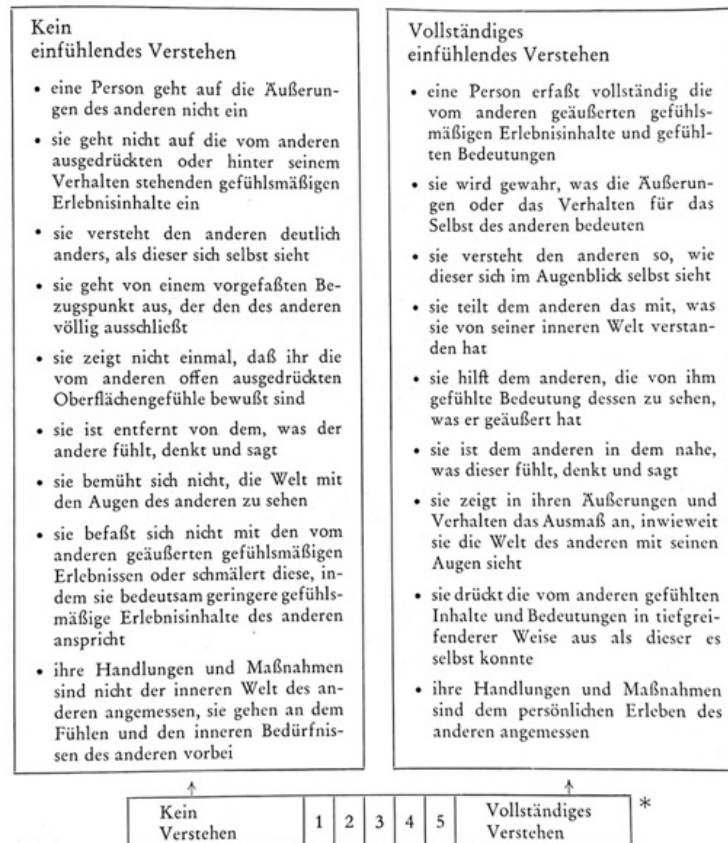 Kein
einfühlendes Verstehen
• eine Person geht auf die Äußerun-
gen des anderen nicht ein
• sie geht nicht auf die vom anderen
ausgedrückten oder hinter seinem
Verhalten stehenden gefühlsmäßigen
Erlebnisinhalte ein
• sie versteht den anderen deutlich
anders, als dieser sich selbst sieht
• sie geht von einem vorgefaßten Be-
zugspunkt aus, der den des anderen
völlig ausschließt
• sie zeigt nicht einmal, daß ihr die
vom anderen offen ausgedrückten
Oberflächengefühle bewußt sind
• sie ist entfernt von dem, was der
andere fühlt, denkt und sagt
• sie bemüht sich nicht, die Welt mit
den Augen des anderen zu sehen
• sie befaßt sich nicht mit den vom
anderen geäußerten gefühlsmäßigen
Erlebnissen oder schmälert diese, in-
dem sie bedeutsam geringere gefühls-
mäßige Erlebnisinhalte des anderen
anspricht
• ihre Handlungen und Maßnahmen
sind nicht der inneren Welt des an-
deren angemessen, sie gehen an dem
Fühlen und den inneren Bedürfnis-
sen des anderen vorbei
Vollständiges
einfühlendes Verstehen
• eine Person erfaßt vollständig die
vom anderen geäußerten gefühls-
mäßigen Erlebnisinhalte und gefühl-
ten Bedeutungen
• sie wird gewahr, was die Äußerun-
gen oder das Verhalten für das
Selbst des anderen bedeuten
• sie versteht den anderen so, wie
dieser sich im Augenblick selbst sieht
• sie teilt dem anderen das mit, was
sie von seiner inneren Welt verstan-
den hat
• sie hilft dem anderen, die von ihm
gefühlte Bedeutung dessen zu sehen,
was er geäußert hat
• sie ist dem anderen in dem nahe,
was dieser fühlt, denkt und sagt
• sie zeigt in ihren Äußerungen und
Verhalten das Ausmaß an, inwieweit
sie die Welt des anderen mit seinen
Augen sieht
• sie drückt die vom anderen gefühlten
Inhalte und Bedeutungen in tiefgrei-
fenderer Weise aus als dieser es
selbst konnte
• ihre Handlungen und Maßnahmen
sind dem persönlichen Erleben des
anderen angemessen
Kein
Verstehen
1 2 3 4 5
Vollständiges
Verstehen
*